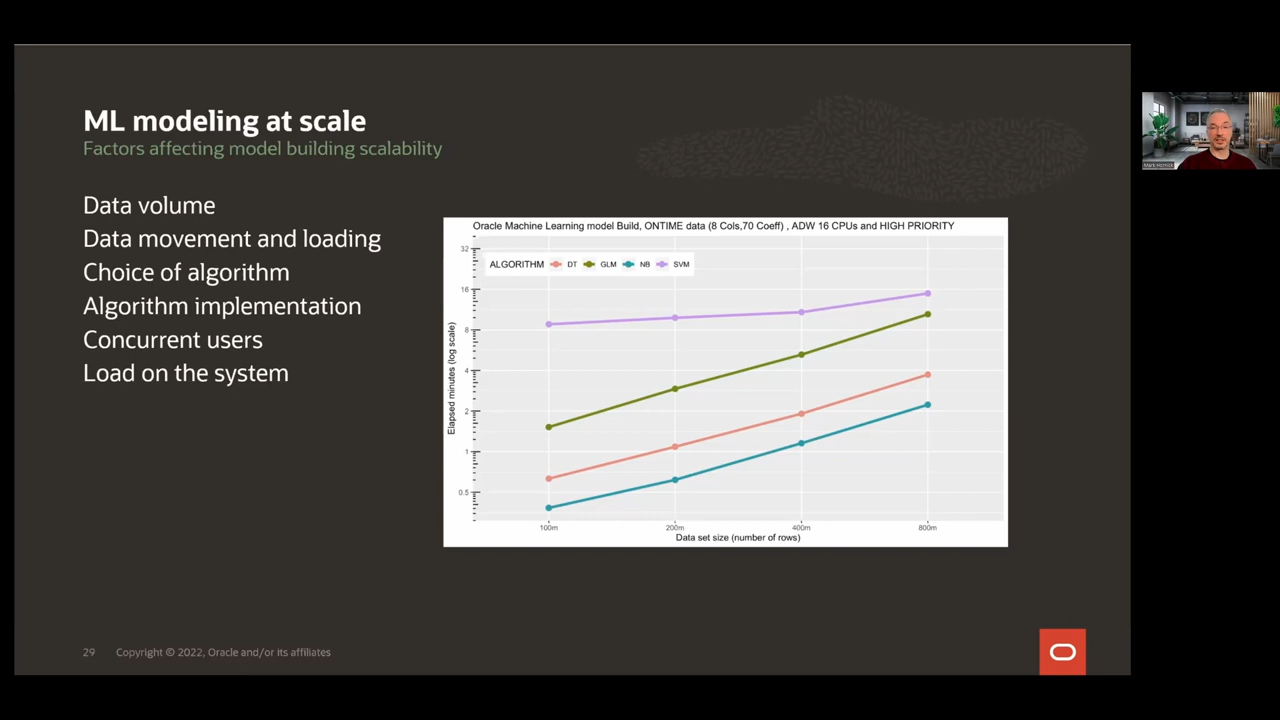 ML modeling at scale
Factors affecting model building scalability
Data volume
Data movement and loading
Choice of algorithm
Algorithm implementation
Concurrent users
Load on the system
Oracle Machine Learning model Build, ONTIME data (8 Cols,70 Coeff) , ADW 16 CPUs and HIGH PRIORITY
ALGORITHM DT GLM NB SVM
Elapsed minutes (log scale)
32
16
8
4
2
1
0.5
100m 200m 400m 800m
Data set size (number of rows)
29 Copyright © 2022, Oracle and/or its affiliates